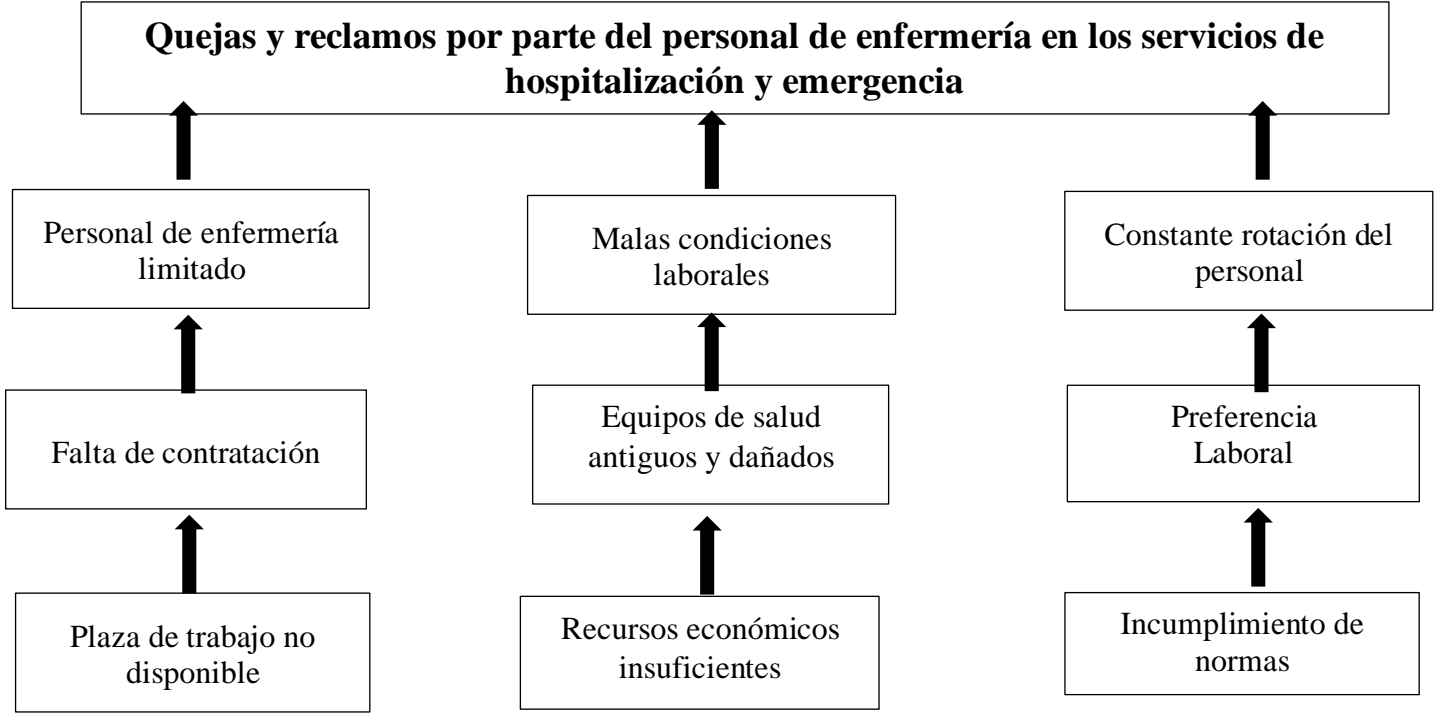 Quejas y reclamos por parte del personal de enfermería en los servicios de
hospitalización y emergencia
Personal de enfermería
limitado
Malas condiciones
laborales
Constante rotación del
personal
Falta de contratación
Equipos de salud
antiguos y dañados
Preferencia
Laboral
Plaza de trabajo no
disponible
Recursos económicos
insuficientes
Incumplimiento de
normas